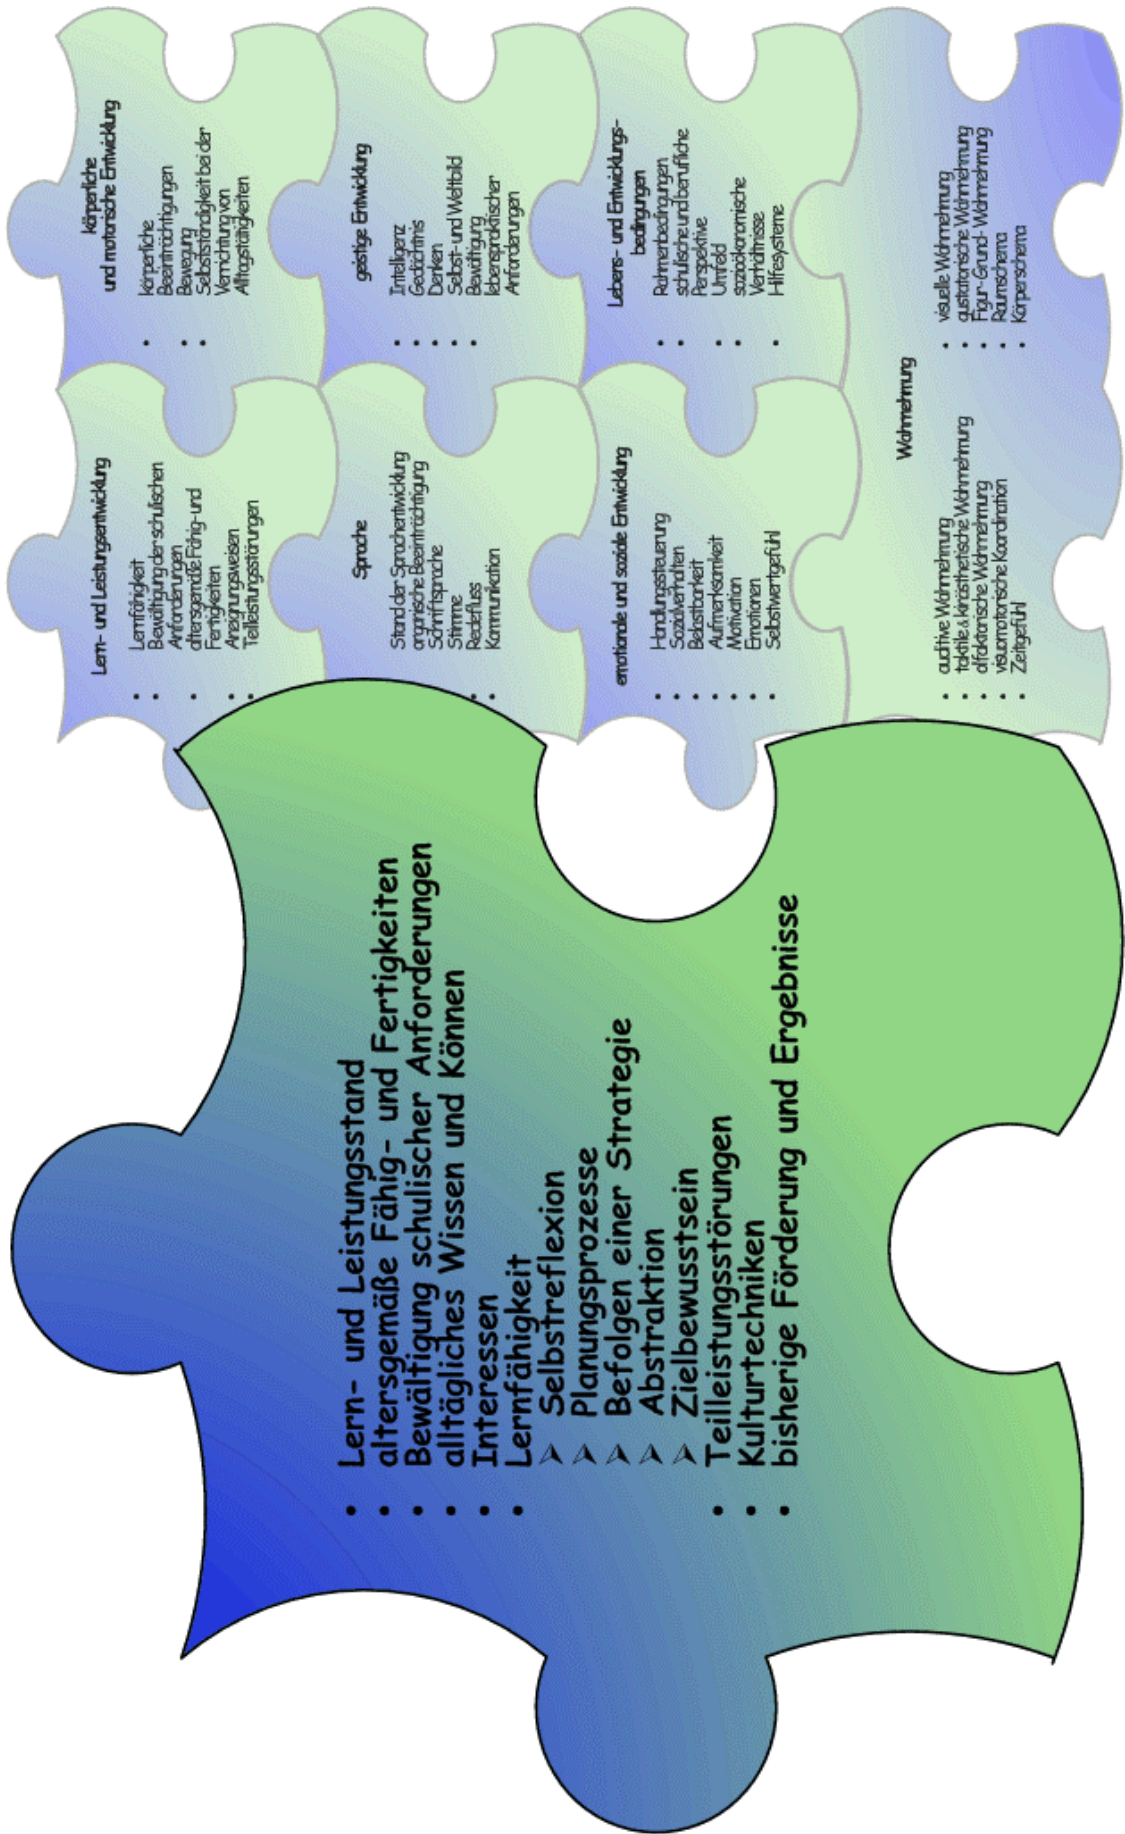 Lern- und Leistungsentwicklung
• Lernfähigkeit
• Bewältigung der schulischen
Anforderungen
• altersgemäße Fähig- und
Fertigkeiten
• Aneignungsweisen
• Teilleistungsstörungen
körperliche
und motorische Entwicklung
• körperliche
Beeinträchtigungen
• Bewegung
• Selbstständigkeit bei der
Verrichtung von
Alltagstätigkeiten
Sprache
Stand der Sprachentwicklung
organische Beeinträchtigung
Schriftsprache
Stimme
• Redefluss
• Kommunikation
geistige Entwicklung
• Intelligenz
• Gedächtnis
• Denken
• Selbst- und Weltbild
• Bewältigung
lebenspraktischer
Anforderungen
emotionale und soziale Entwicklung
• Handlungssteuerung
• Sozialverhalten
• Belastbarkeit
• Aufmerksamkeit
• Motivation
• Emotionen
• Selbstwertgefühl
Lebens- und Entwicklungs-
bedingungen
• Rahmenbedingungen
• schulische und berufliche
Perspektive
• Umfeld
• sozioökonomische
Verhältnisse
• Hilfesysteme
Wahrnehmung
• auditive Wahrnehmung
• taktile & kinästhetische Wahrnehmung
• olfaktorische Wahrnehmung
• visuomotorische Koordination
• Zeitgefühl
• visuelle Wahrnehmung
• gustatorische Wahrnehmung
• Figur-Grund- Wahrnehmung
• Raumschema
• Körperschema
• Lern- und Leistungsstand
• altersgemäße Fähig- und Fertigkeiten
• Bewältigung schulischer Anforderungen
• alltägliches Wissen und Können
• Interessen
• Lernfähigkeit
➢ Selbstreflexion
➢ Planungsprozesse
➢ Befolgen einer Strategie
➢ Abstraktion
➢ Zielbewusstsein
• Teilleistungsstörungen
• Kulturtechniken
• bisherige Förderung und Ergebnisse